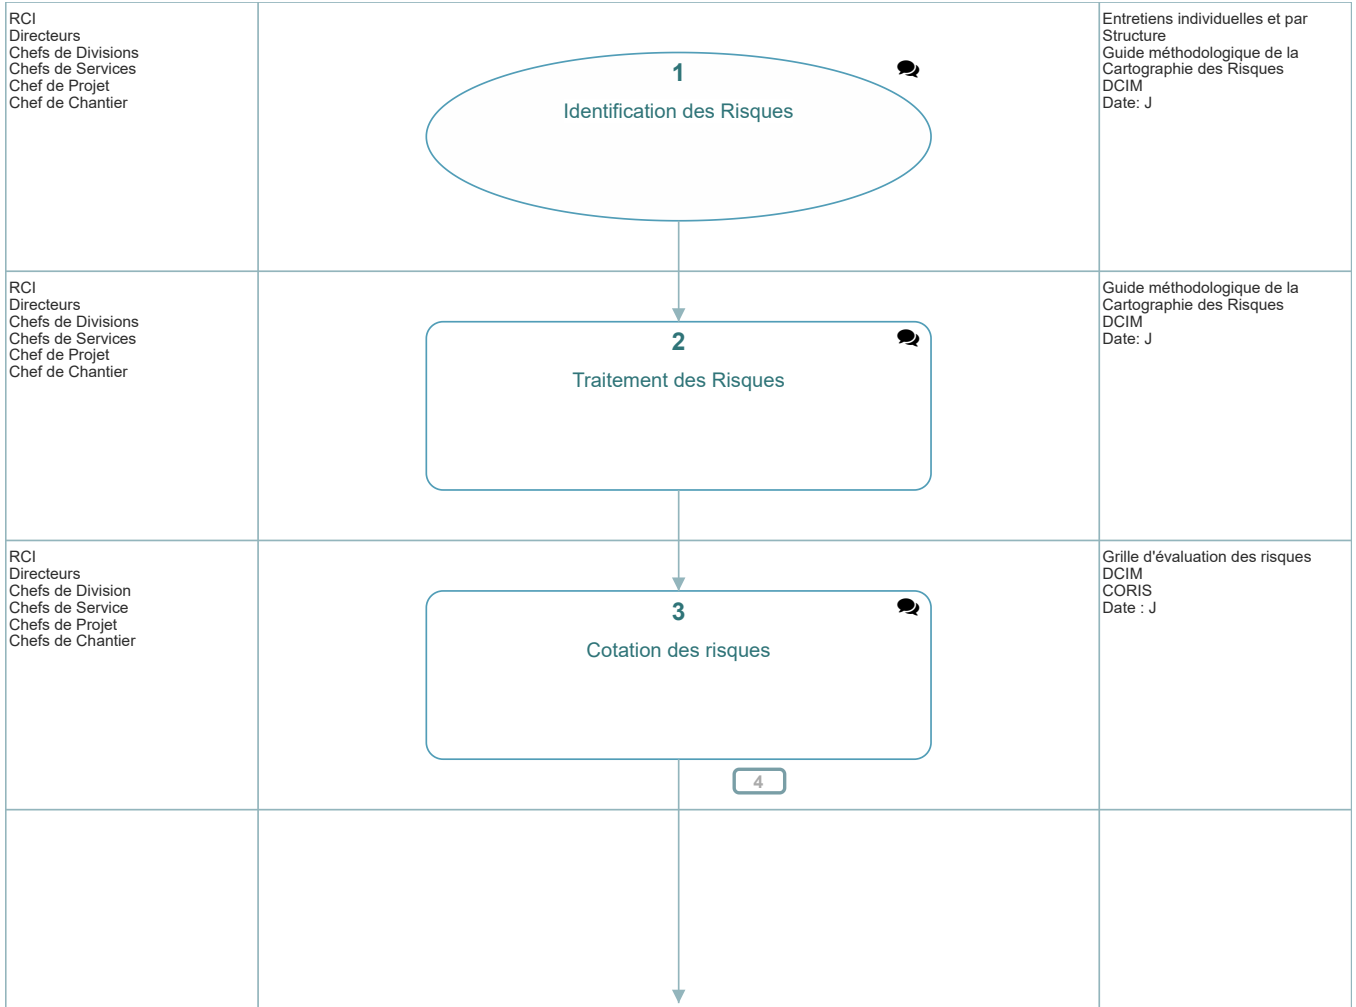 RCI
Directeurs
Chefs de Divisions
Chefs de Services
Chef de Projet
Chef de Chantier
1
Identification des Risques
Entretiens individuelles et par
Structure
Guide méthodologique de la
Cartographie des Risques
DCIM
Date: J
RCI
Directeurs
Chefs de Divisions
Chefs de Services
Chef de Projet
Chef de Chantier
2
Traitement des Risques
Guide méthodologique de la
Cartographie des Risques
DCIM
Date: J
RCI
Directeurs
Chefs de Division
Chefs de Service
Chefs de Projet
Chefs de Chantier
3
Cotation des risques
4
Grille d'évaluation des risques
DCIM
CORIS
Date : J